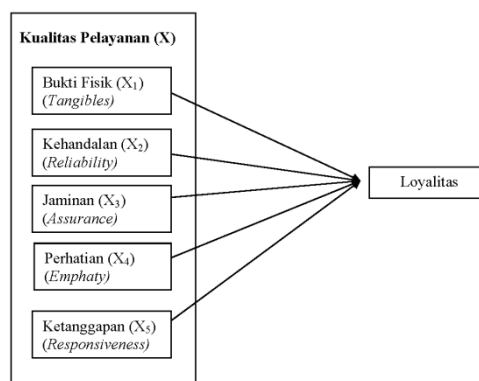 Kualitas Pelayanan (X)
Bukti Fisik (X₁)
(Tangibles)
Kehandalan (X₂)
(Reliability)
Jaminan (X₃)
(Assurance)
Perhatian (X₄)
(Emphaty)
Ketanggapan (X₅)
(Responsiveness)
Loyalitas